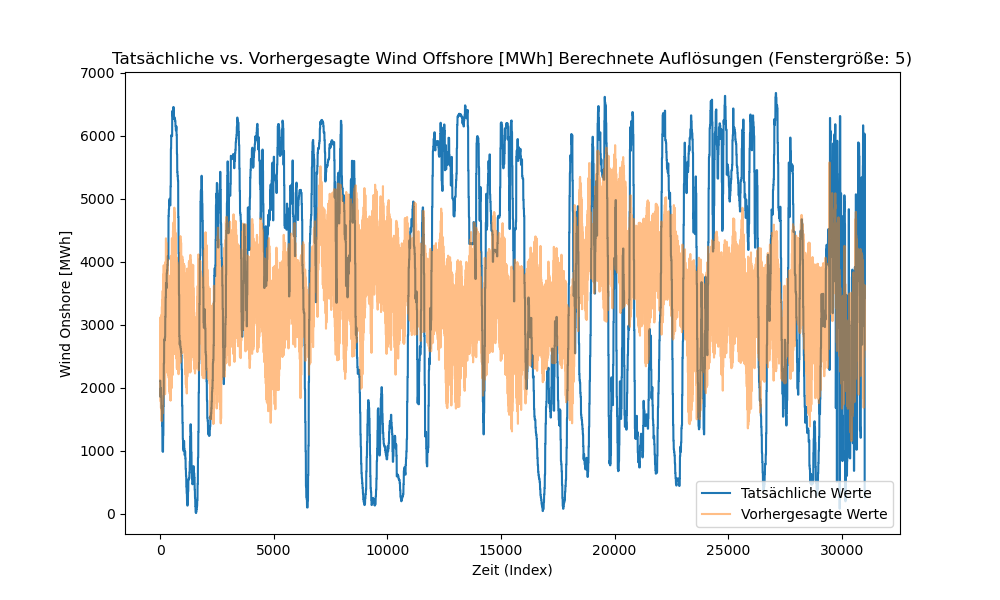 Tatsächliche vs. Vorhergesagte Wind Offshore [MWh] Berechnete Auflösungen (Fenstergröße: 5)
Wind Onshore [MWh]
7000
6000
5000
4000
3000
2000
1000
0
Tatsächliche Werte
Vorhergesagte Werte
0 5000 10000 15000 20000 25000 30000
Zeit (Index)